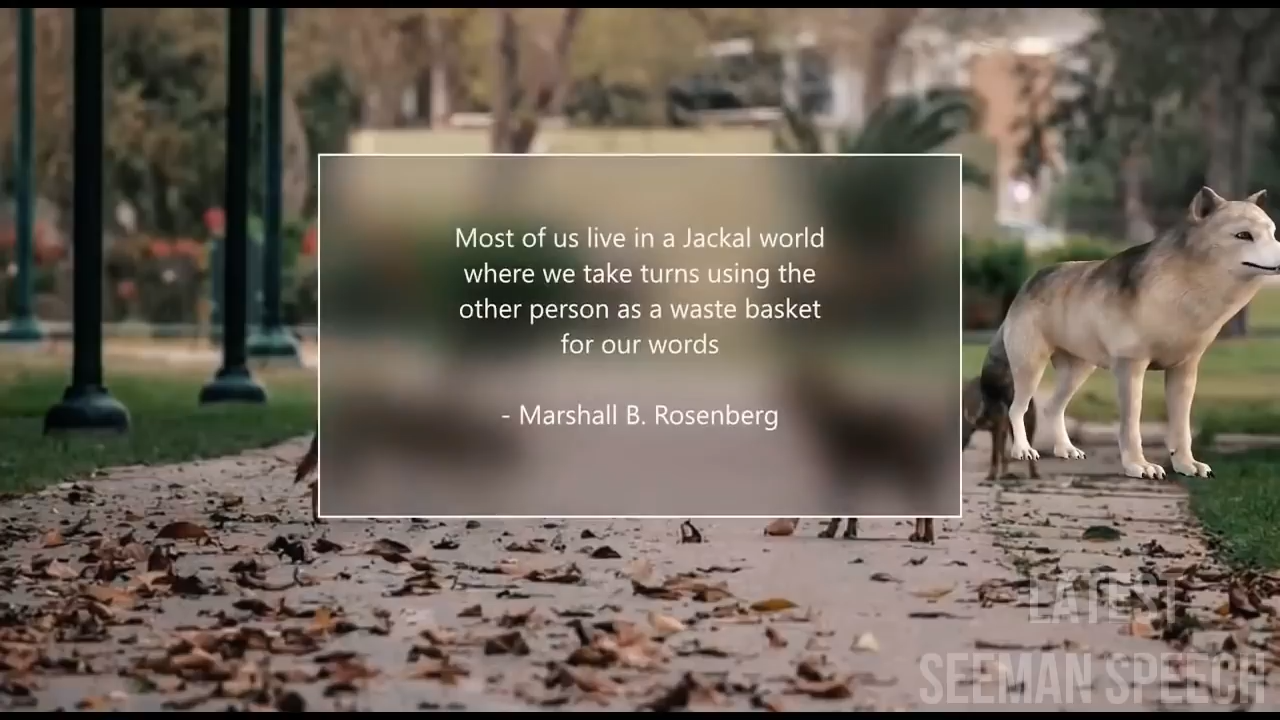 Most of us live in a Jackal world
where we take turns using the
other person as a waste basket
for our words
- Marshall B. Rosenberg
LATEST
SEEMAN SPEECH